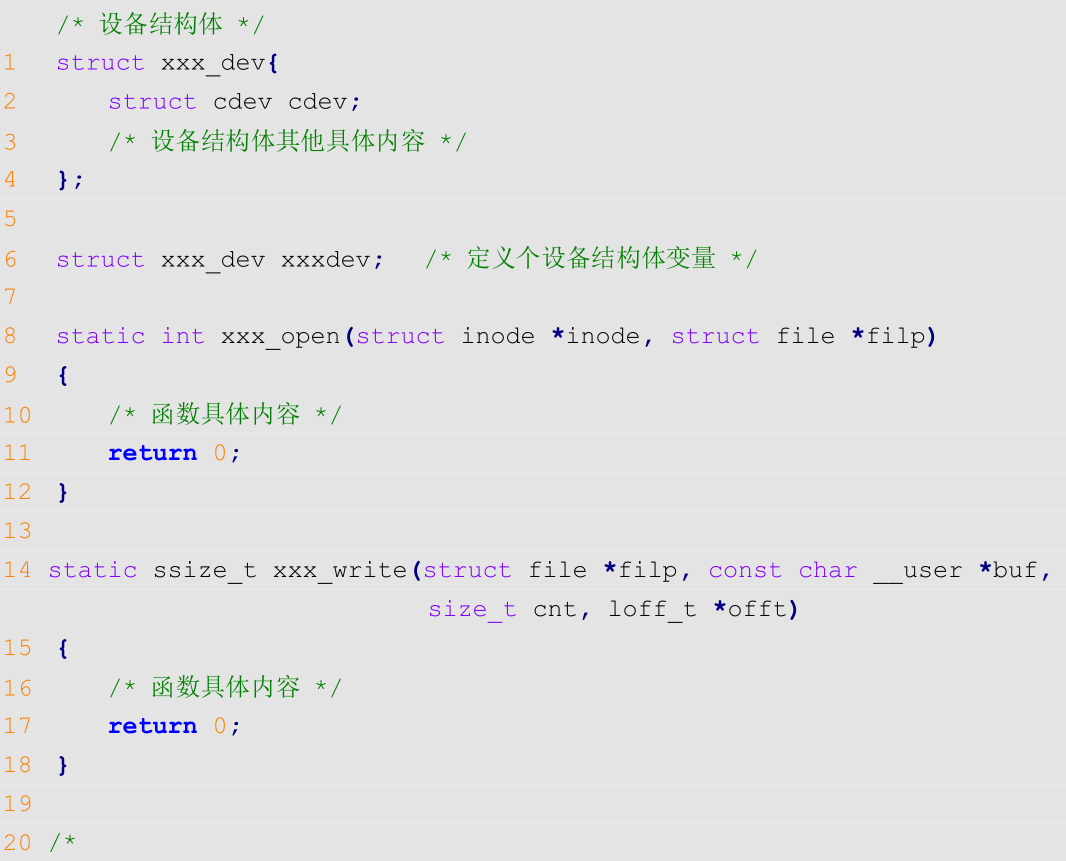 /* 设备结构体 */
1 struct xxx_dev{
2 struct cdev cdev;
3 /* 设备结构体其他具体内容 */
4 };
5
6 struct xxx_dev xxxdev; /* 定义个设备结构体变量 */
7
8 static int xxx_open(struct inode *inode, struct file *filp)
9 {
10 /* 函数具体内容 */
11 return 0;
12 }
13
14 static ssize_t xxx_write(struct file *filp, const char __user *buf,
size_t cnt, loff_t *offt)
15 {
16 /* 函数具体内容 */
17 return 0;
18 }
19
20 /*